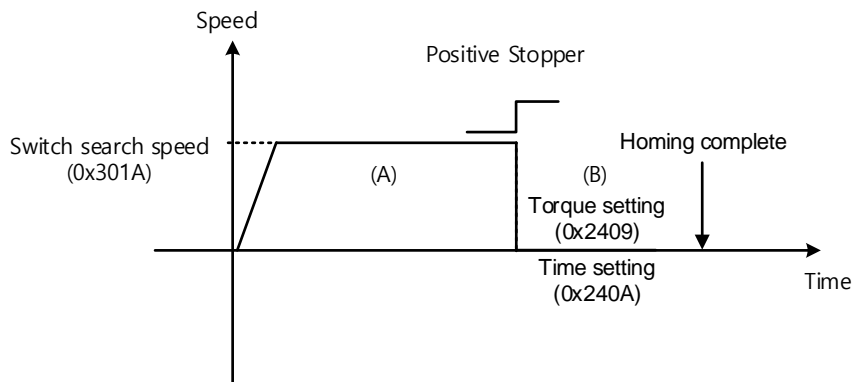 Speed
Positive Stopper
Switch search speed
(0x301A)
Homing complete
(A)
(B)
Torque setting
(0x2409)
Time setting
(0x240A)
Time